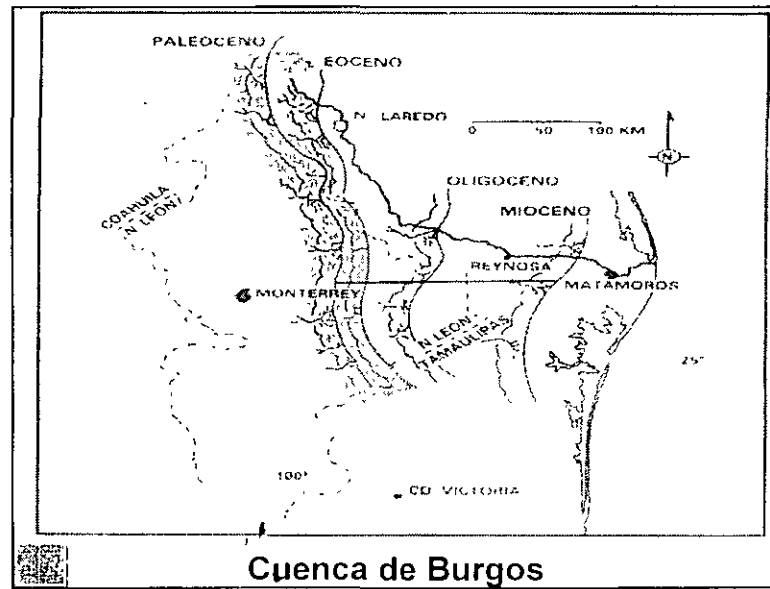 PALEOCENO
EOCENO
N LAREDO
0 50 100 KM
N
OLIGOCENO
MIOCENO
COAHUILA
N LEON
REYNOSA
MATAMOROS
MONTERREY
N LEON
TAMAULIPAS
25°
100°
CD VICTORIA
Cuenca de Burgos